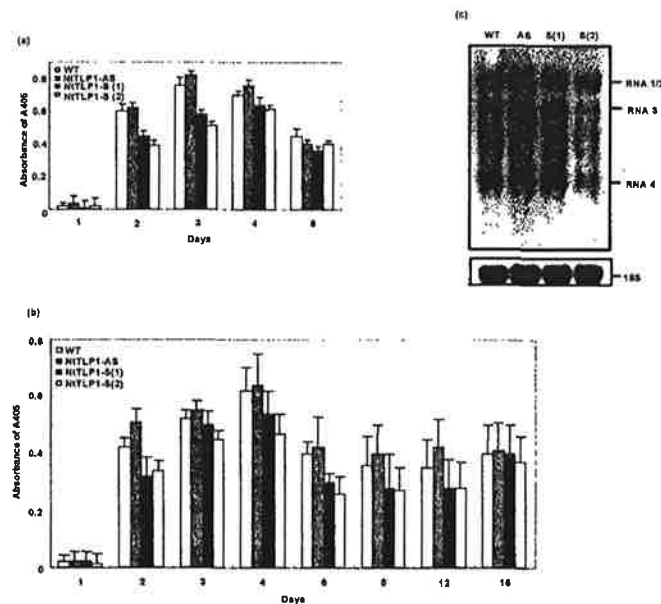 (a)
WT
NtTLP1-AS
NtTLP1-S (1)
NtTLP1-S (2)
Absorbance of A405
0.8
0.6
0.4
0.2
0
1 2 3 4 6
Days
(c)
WT AS S(1) S(2)
RNA 1/2
RNA 3
RNA 4
18S
(b)
WT
NtTLP1-AS
NtTLP1-S(1)
NtTLP1-S(2)
Absorbance of A405
0.8
0.6
0.4
0.2
0
1 2 3 4 6 8 12 16
Days